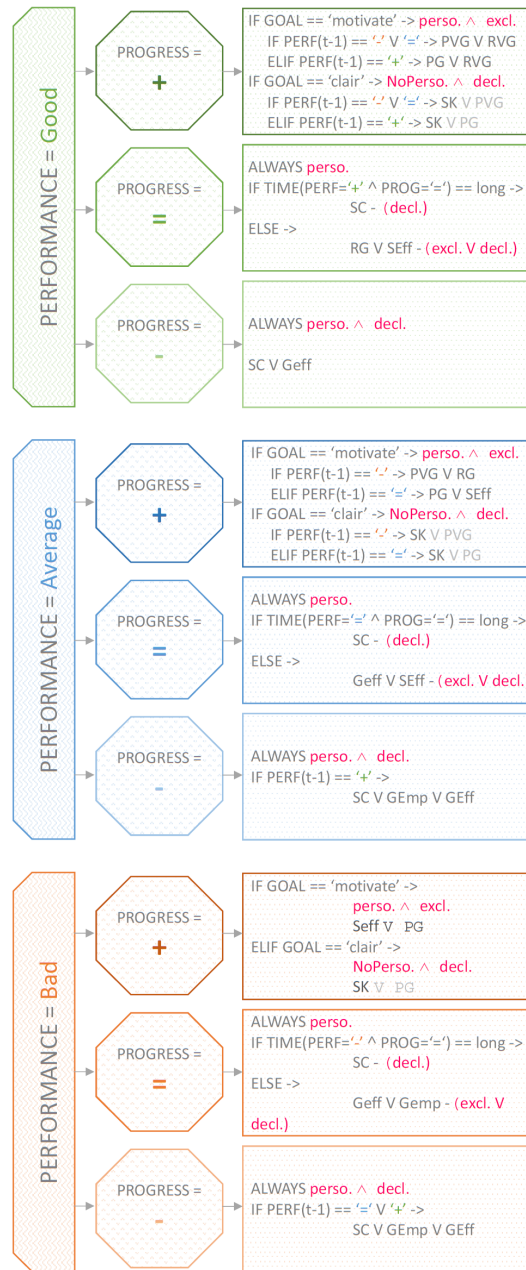 PERFORMANCE = Good
PROGRESS =
+
IF GOAL == ‘motivate’ -> perso. ∧ excl.
IF PERF(t-1) == ‘-’ V ‘=‘ -> PVG V RVG
ELIF PERF(t-1) == ‘+’ -> PG V RVG
IF GOAL == ‘clair’ -> NoPerso. ∧ decl.
IF PERF(t-1) == ‘-’ V ‘=‘ -> SK V PVG
ELIF PERF(t-1) == ‘+’ -> SK V PG
PROGRESS =
=
ALWAYS perso.
IF TIME(PERF=‘+’ ^ PROG=‘=‘) == long ->
SC - (decl.)
ELSE ->
RG V SEff - (excl. V decl.)
PROGRESS =
-
ALWAYS perso. ∧ decl.
SC V Geff
PERFORMANCE = Average
PROGRESS =
+
IF GOAL == ‘motivate’ -> perso. ∧ excl.
IF PERF(t-1) == ‘-’ -> PVG V RG
ELIF PERF(t-1) == ‘=‘ -> PG V SEff
IF GOAL == ‘clair’ -> NoPerso. ∧ decl.
IF PERF(t-1) == ‘-’ -> SK V PVG
ELIF PERF(t-1) == ‘=‘ -> SK V PG
PROGRESS =
=
ALWAYS perso.
IF TIME(PERF=‘=’ ^ PROG=‘=‘) == long ->
SC - (decl.)
ELSE ->
Geff V SEff - (excl. V decl.
PROGRESS =
-
ALWAYS perso. ∧ decl.
IF PERF(t-1) == ‘+’ ->
SC V GEmp V GEff
PERFORMANCE = Bad
PROGRESS =
+
IF GOAL == ‘motivate’ ->
perso. ∧ excl.
Seff V PG
ELIF GOAL == ‘clair’ ->
NoPerso. ∧ decl.
SK V PG
PROGRESS =
=
ALWAYS perso.
IF TIME(PERF=‘-’ ^ PROG=‘=‘) == long ->
SC - (decl.)
ELSE ->
Geff V Gemp - (excl. V
decl.)
PROGRESS =
-
ALWAYS perso. ∧ decl.
IF PERF(t-1) == ‘=’ V ‘+’ ->
SC V GEmp V GEff